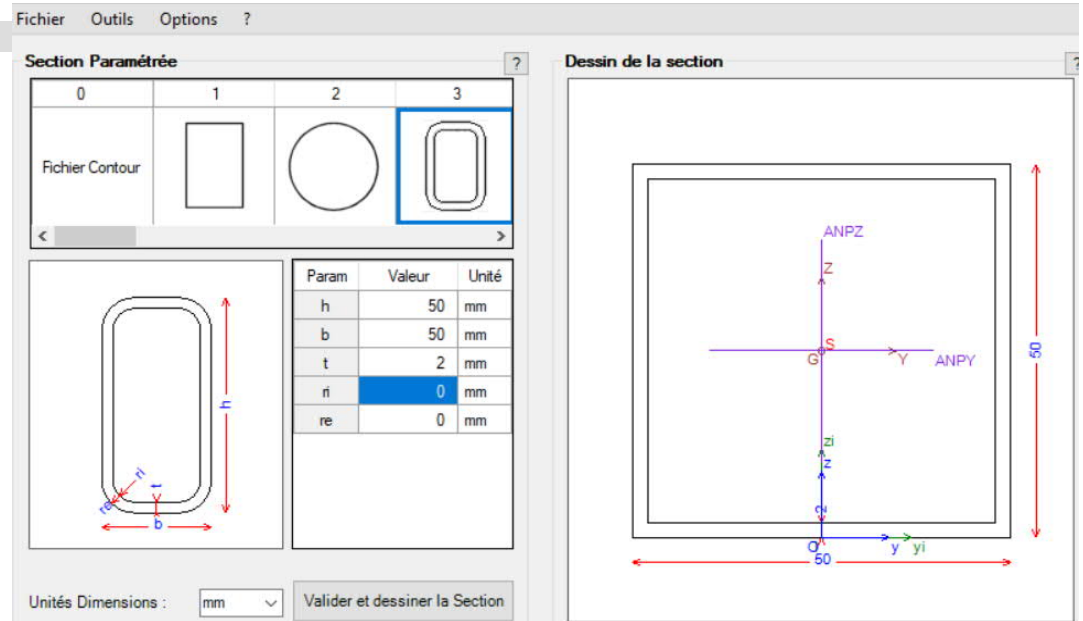 Fichier Outils Options ?
Section Paramétrée ?
0 1 2 3
Fichier Contour
< >
Param Valeur Unité
h 50 mm
b 50 mm
t 2 mm
ri 0 mm
re 0 mm
h
ri
t
re
b
Unités Dimensions : mm
Valider et dessiner la Section
Dessin de la section ?
ANPZ
Z
S
G Y ANPY
50
zi
z
2
O y yi
50